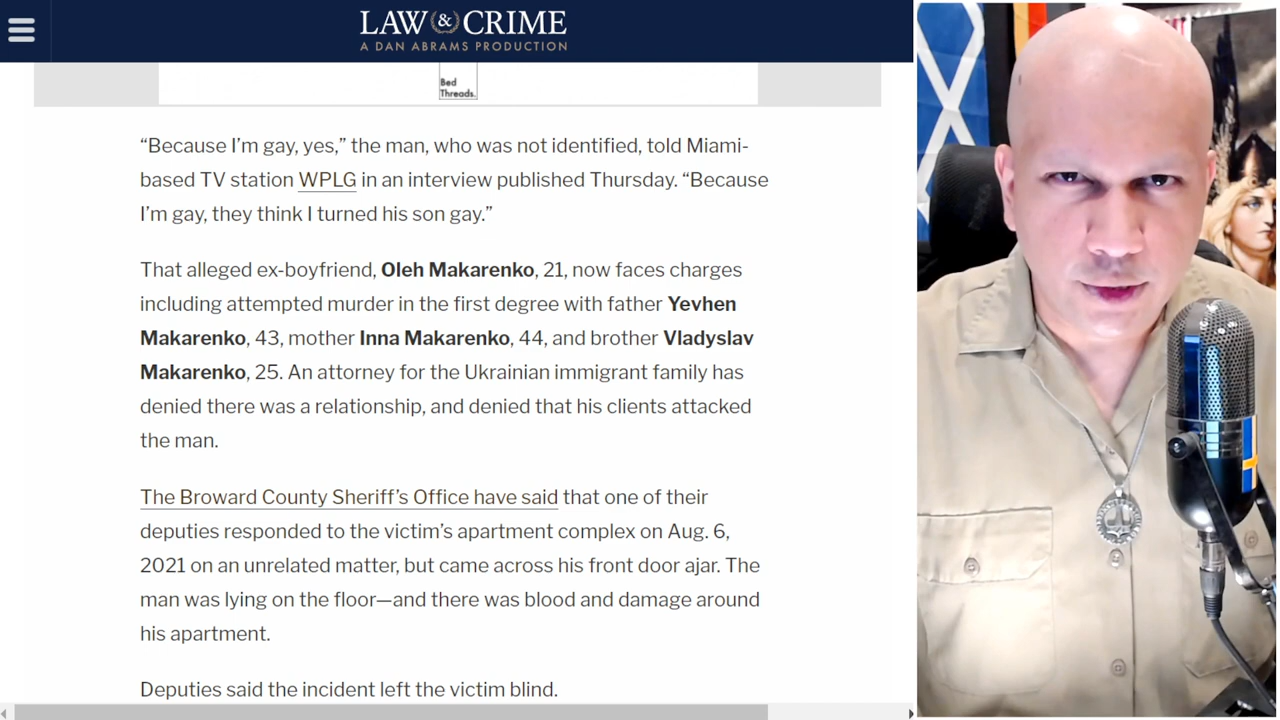 LAW & CRIME
A DAN ABRAMS PRODUCTION
Bed
Threads.
“Because I’m gay, yes,” the man, who was not identified, told Miami-
based TV station WPLG in an interview published Thursday. “Because
I’m gay, they think I turned his son gay.”
That alleged ex-boyfriend, Oleh Makarenko, 21, now faces charges
including attempted murder in the first degree with father Yevhen
Makarenko, 43, mother Inna Makarenko, 44, and brother Vladyslav
Makarenko, 25. An attorney for the Ukrainian immigrant family has
denied there was a relationship, and denied that his clients attacked
the man.
The Broward County Sheriff’s Office have said that one of their
deputies responded to the victim’s apartment complex on Aug. 6,
2021 on an unrelated matter, but came across his front door ajar. The
man was lying on the floor—and there was blood and damage around
his apartment.
Deputies said the incident left the victim blind.